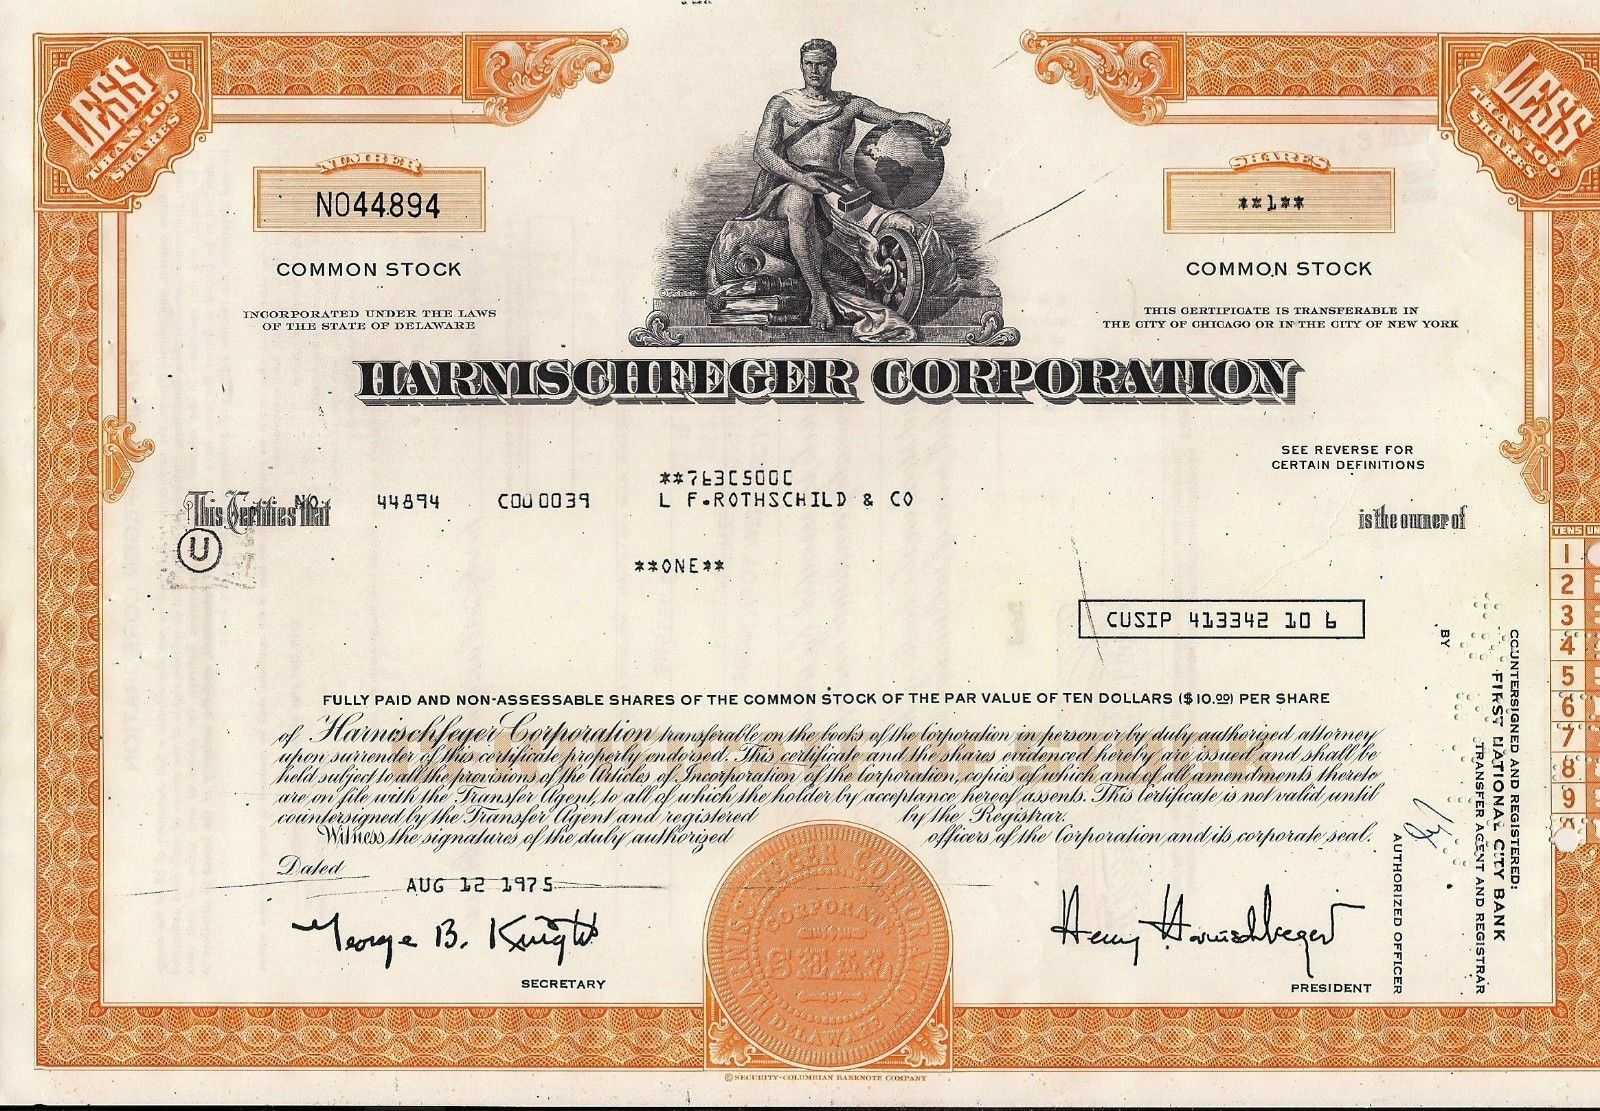 LESS
THAN 100
SHARES
LESS
THAN 100
SHARES
NUMBER
NO44894
COMMON STOCK
INCORPORATED UNDER THE LAWS
OF THE STATE OF DELAWARE
SHARES
**1**
COMMON STOCK
THIS CERTIFICATE IS TRANSFERABLE IN
THE CITY OF CHICAGO OR IN THE CITY OF NEW YORK
HARNISCHFEGER CORPORATION
SEE REVERSE FOR
CERTAIN DEFINITIONS
**763C500C
This Certifies that NO. 44894 COU0039 L F.ROTHSCHILD & CO
is the owner of
U
**ONE**
CUSIP 413342 10 6
FULLY PAID AND NON-ASSESSABLE SHARES OF THE COMMON STOCK OF THE PAR VALUE OF TEN DOLLARS ($10.00) PER SHARE
of Harnischfeger Corporation transferable on the books of the Corporation in person or by duly authorized attorney
upon surrender of this certificate properly endorsed. This certificate and the shares evidenced hereby are issued and shall be
held subject to all the provisions of the Articles of Incorporation of the Corporation, copies of which and of all amendments thereto
are on file with the Transfer Agent, to all of which the holder by acceptance hereof assents. This Certificate is not valid until
countersigned by the Transfer Agent and registered by the Registrar.
Witness the signatures of the duly authorized officers of the Corporation and its corporate seal.
Dated
AUG 12 1975
George B. Knight
SECRETARY
HARNISCHFEGER CORPORATION
CORPORATE
SEAL
DELAWARE
Henry Harnischfeger
PRESIDENT
COUNTERSIGNED AND REGISTERED:
FIRST NATIONAL CITY BANK
TRANSFER AGENT AND REGISTRAR
BY
AUTHORIZED OFFICER
TENS
1
2
3
4
5
6
7
8
9
© SECURITY-COLUMBIAN BANKNOTE COMPANY